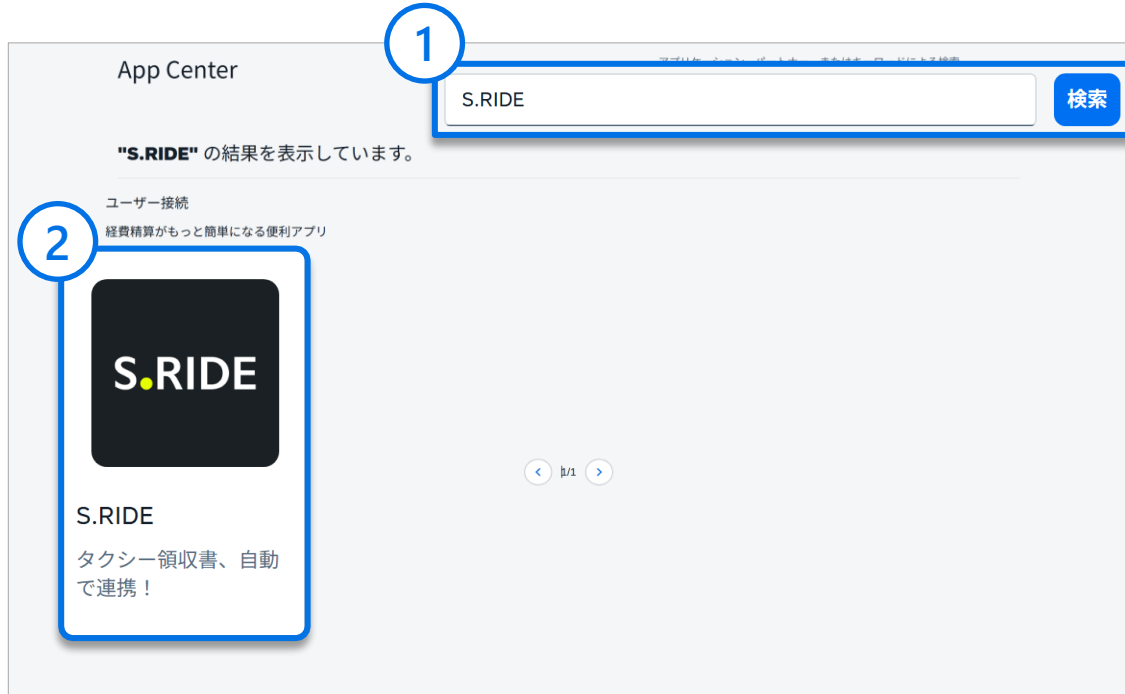 1
App Center
S.RIDE
検索
"S.RIDE" の結果を表示しています。
ユーザー接続
経費精算がもっと簡単になる便利アプリ
2
S.RIDE
1/1
S.RIDE
タクシー領収書、自動
で連携！